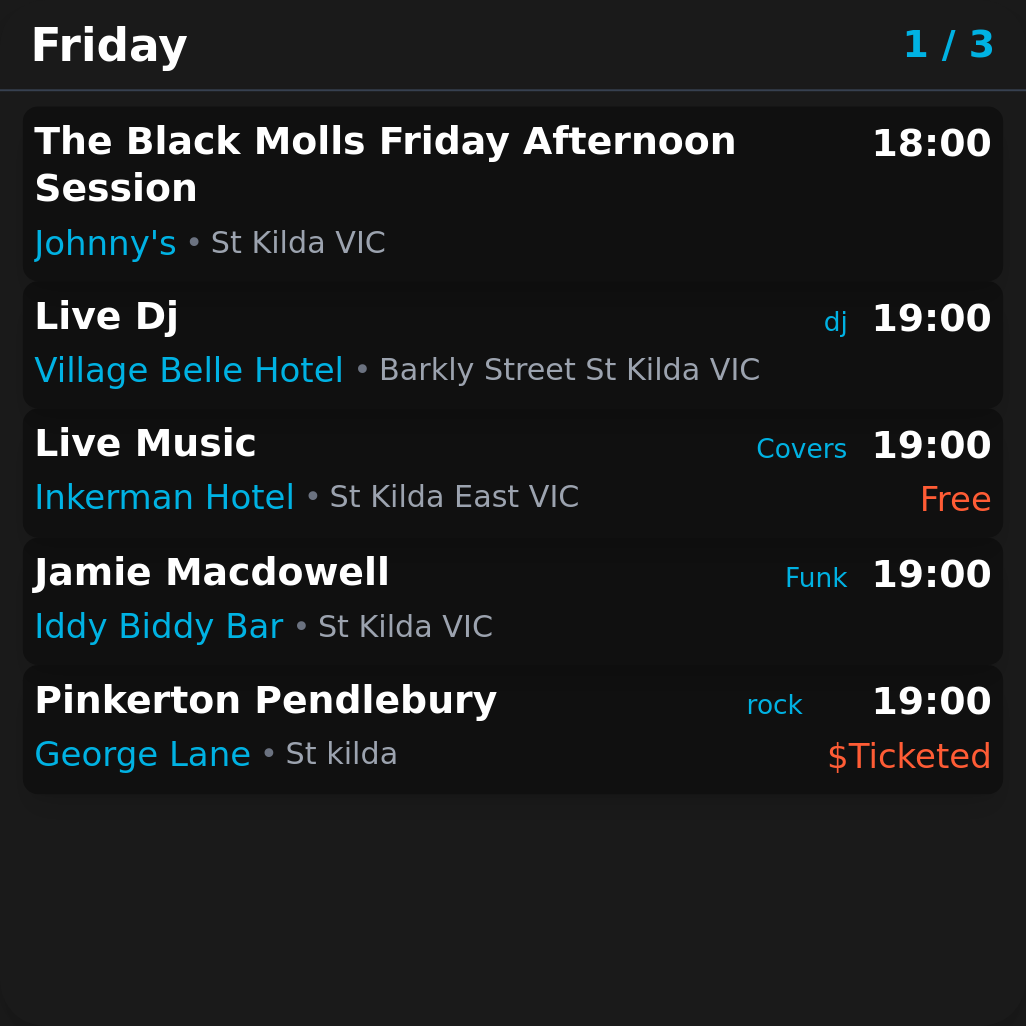 Friday 1 / 3
The Black Molls Friday Afternoon 18:00
Session
Johnny's • St Kilda VIC
Live Dj dj 19:00
Village Belle Hotel • Barkly Street St Kilda VIC
Live Music Covers 19:00
Inkerman Hotel • St Kilda East VIC Free
Jamie Macdowell Funk 19:00
Iddy Biddy Bar • St Kilda VIC
Pinkerton Pendlebury rock 19:00
George Lane • St kilda $Ticketed